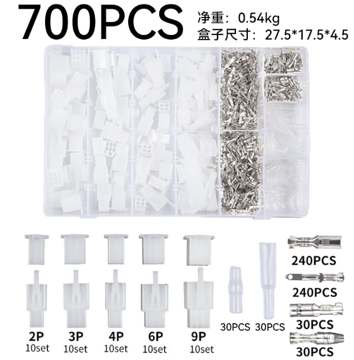 700PCS
净重：0.54kg
盒子尺寸：27.5*17.5*4.5
2P 3P 4P 6P 9P
10set 10set 10set 10set 10set
30PCS 30PCS
240PCS
240PCS
30PCS
30PCS